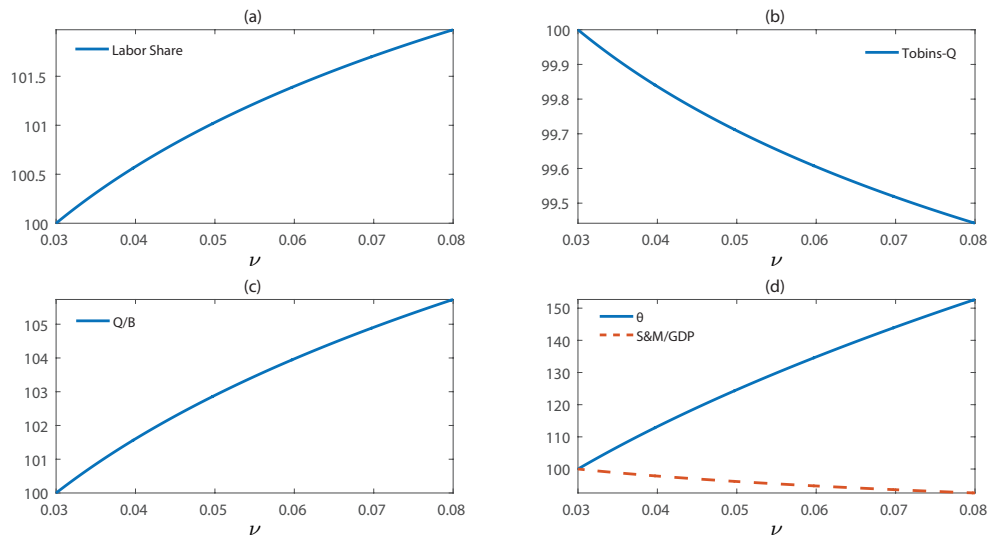 (a)
Labor Share
101.5
101
100.5
100
0.03 0.04 0.05 0.06 0.07 0.08
ν
(b)
Tobins-Q
100
99.9
99.8
99.7
99.6
99.5
0.03 0.04 0.05 0.06 0.07 0.08
ν
(c)
Q/B
105
104
103
102
101
100
0.03 0.04 0.05 0.06 0.07 0.08
ν
(d)
θ
S&M/GDP
150
140
130
120
110
100
0.03 0.04 0.05 0.06 0.07 0.08
ν